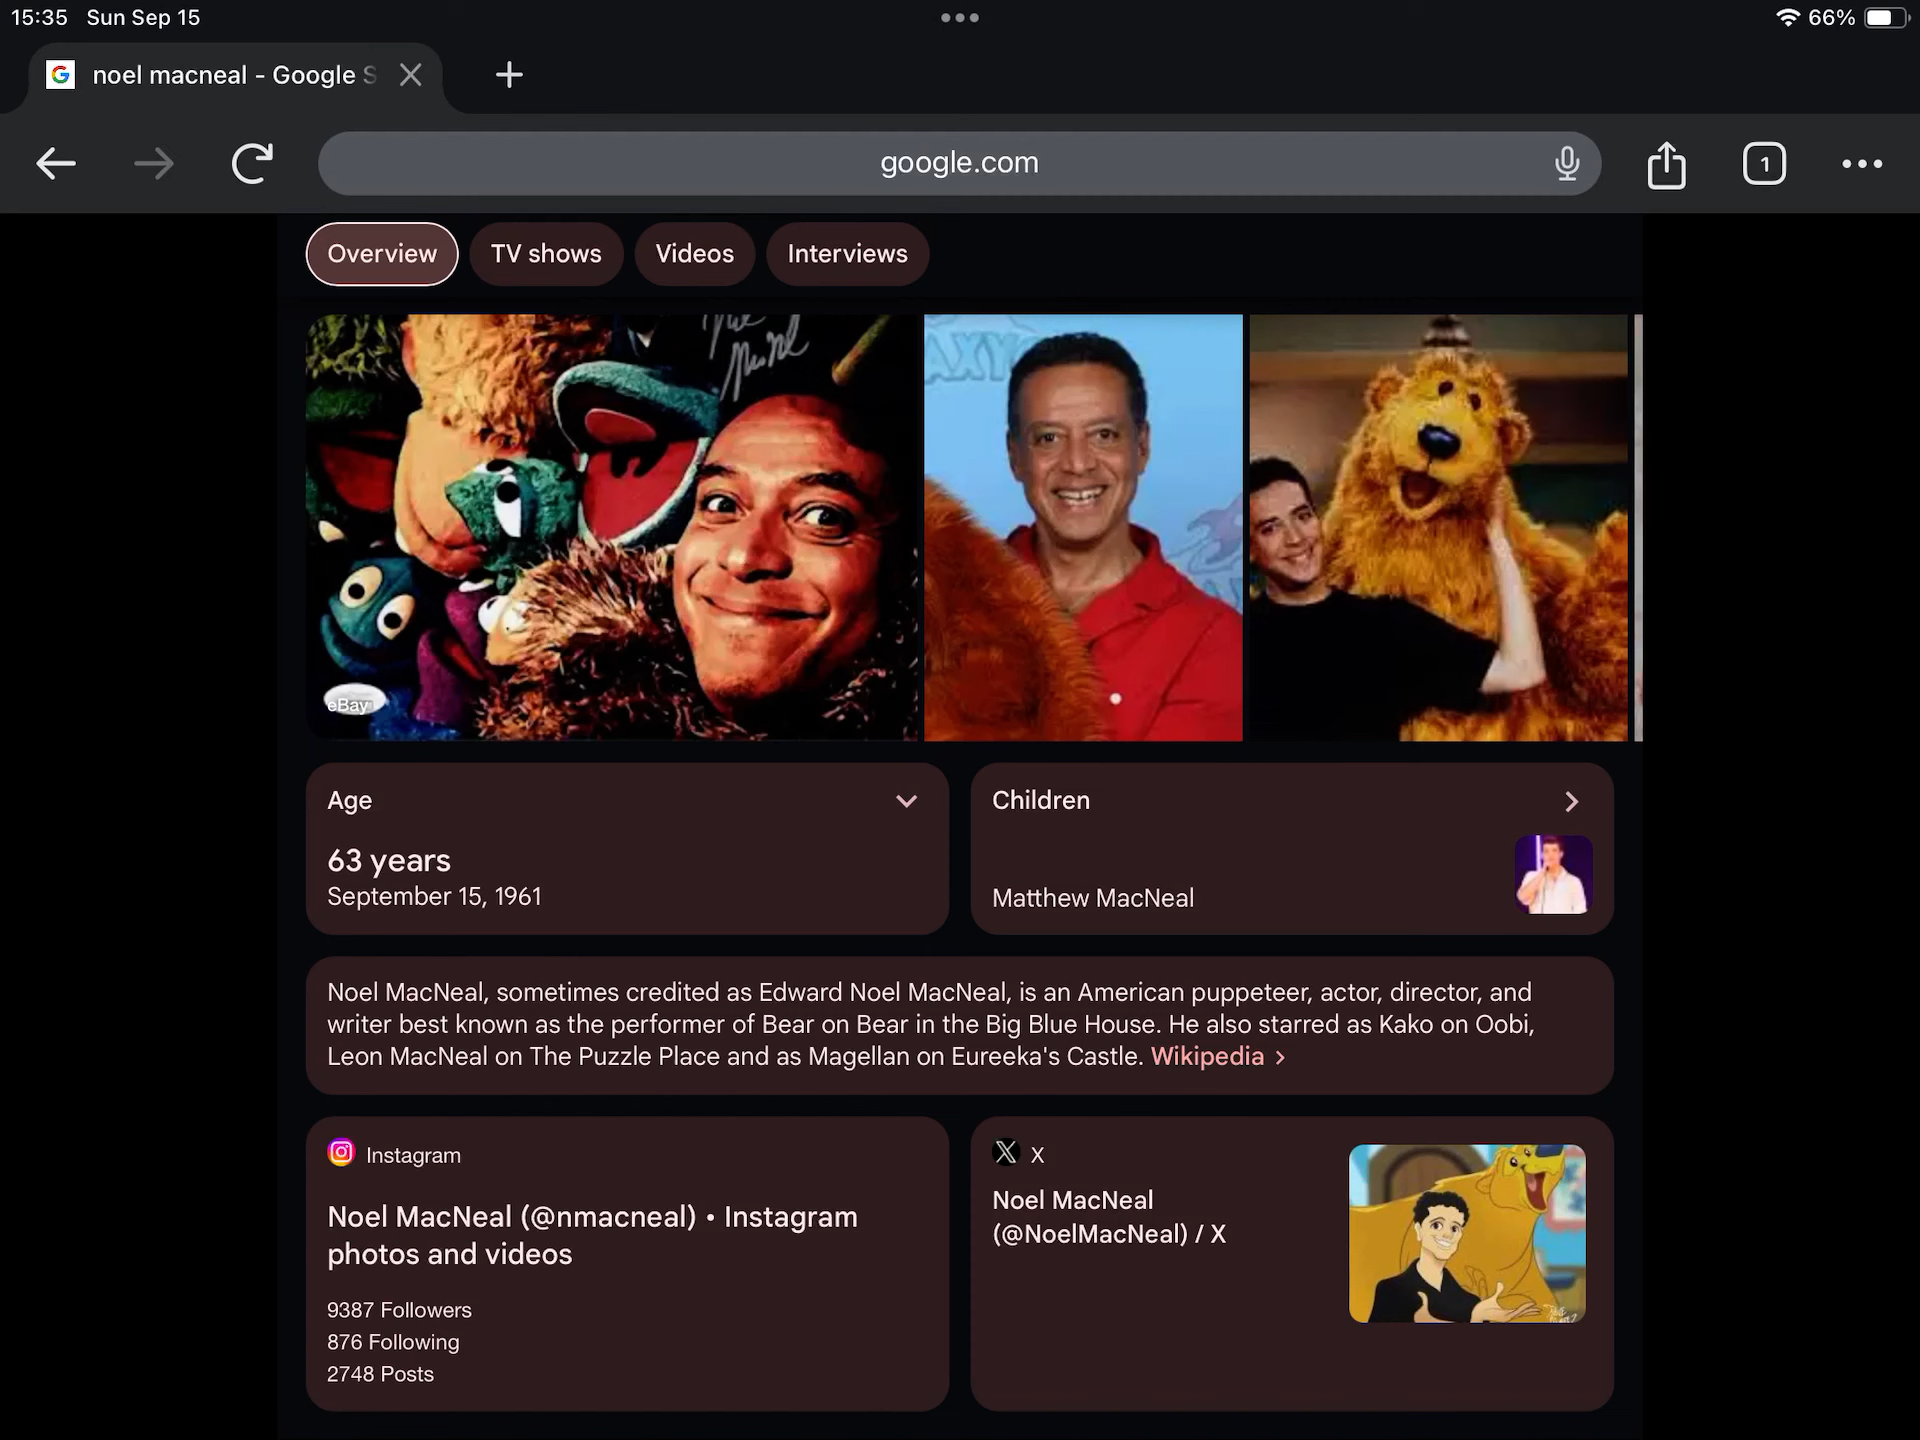 15:35 Sun Sep 15
66%
noel macneal - Google S
google.com
1
Overview
TV shows
Videos
Interviews
AXY
eBay
Age
63 years
September 15, 1961
Children
Matthew MacNeal
Noel MacNeal, sometimes credited as Edward Noel MacNeal, is an American puppeteer, actor, director, and
writer best known as the performer of Bear on Bear in the Big Blue House. He also starred as Kako on Oobi,
Leon MacNeal on The Puzzle Place and as Magellan on Eureeka's Castle. Wikipedia
Instagram
Noel MacNeal (@nmacneal) • Instagram
photos and videos
9387 Followers
876 Following
2748 Posts
X
Noel MacNeal
(@NoelMacNeal) / X